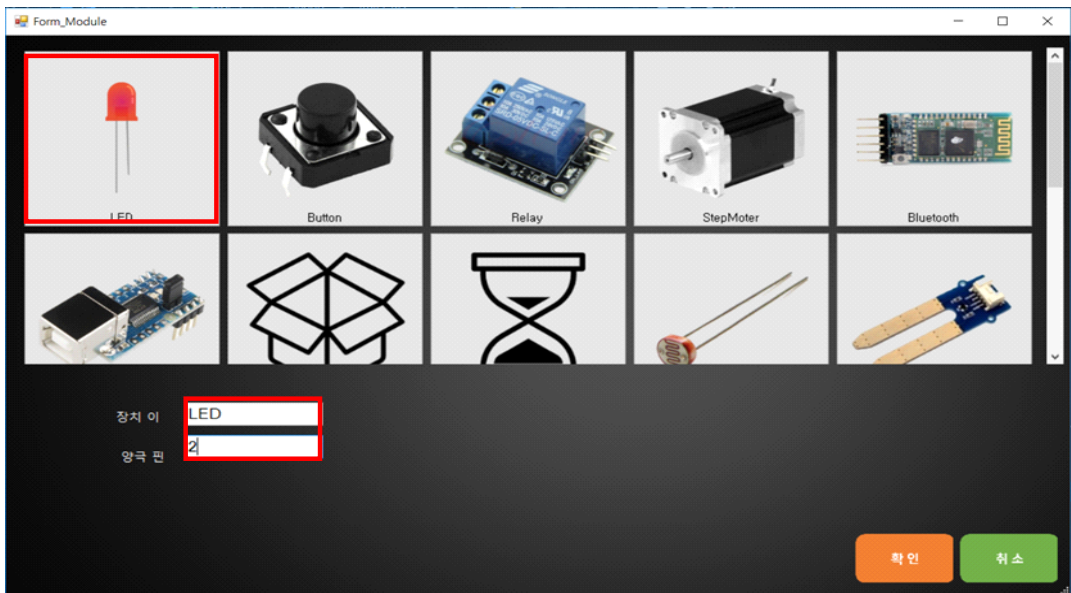 Form_Module
LED
Button
Relay
StepMoter
Bluetooth
장치 이
LED
양극 핀
2
확 인
취 소